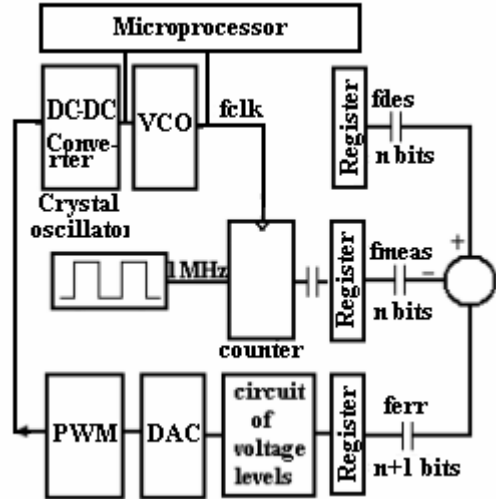 Microprocessor
DC-DC
Conve-
rter
VCO
fclk
Register
fdes
n bits
Crystal
oscillator
1MHz
counter
Register
fmeas
n bits
+
-
PWM
DAC
circuit
of
voltage
levels
Register
ferr
n+1 bits